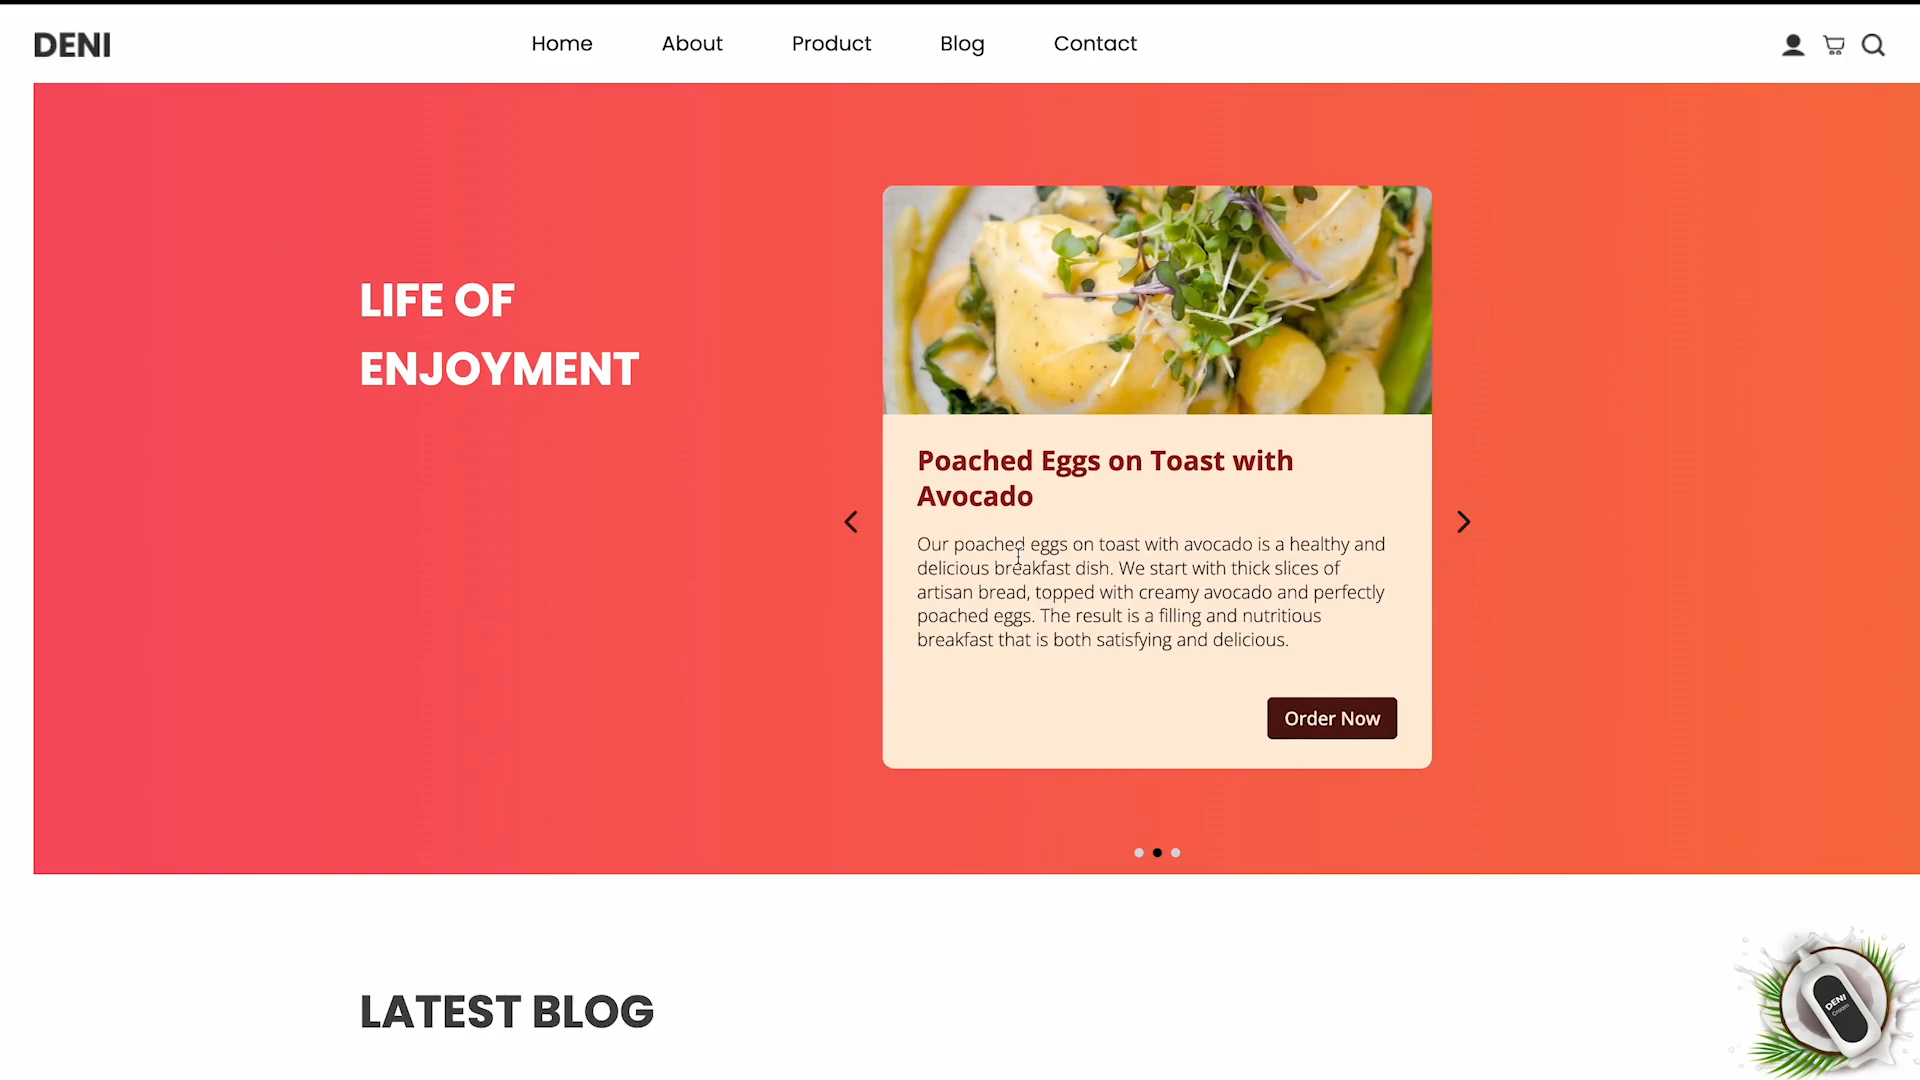 DENI
Home
About
Product
Blog
Contact
LIFE OF
ENJOYMENT
Poached Eggs on Toast with
Avocado
Our poached eggs on toast with avocado is a healthy and
delicious breakfast dish. We start with thick slices of
artisan bread, topped with creamy avocado and perfectly
poached eggs. The result is a filling and nutritious
breakfast that is both satisfying and delicious.
Order Now
LATEST BLOG
DENI
Cream